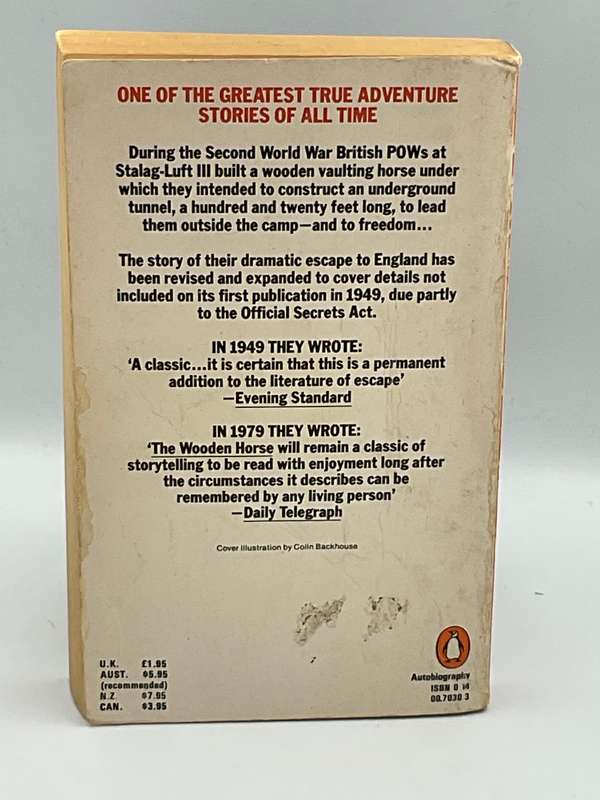 ONE OF THE GREATEST TRUE ADVENTURE
STORIES OF ALL TIME
During the Second World War British POWs at
Stalag-Luft III built a wooden vaulting horse under
which they intended to construct an underground
tunnel, a hundred and twenty feet long, to lead
them outside the camp—and to freedom...
The story of their dramatic escape to England has
been revised and expanded to cover details not
included on its first publication in 1949, due partly
to the Official Secrets Act.
IN 1949 THEY WROTE:
‘A classic...it is certain that this is a permanent
addition to the literature of escape’
—Evening Standard
IN 1979 THEY WROTE:
‘The Wooden Horse will remain a classic of
storytelling to be read with enjoyment long after
the circumstances it describes can be
remembered by any living person’
—Daily Telegraph
Cover illustration by Colin Backhouse
U.K. £1.95
AUST. $5.95
(recommended)
N.Z. $7.95
CAN. $3.95
Autobiography
ISBN 0 14
00.7030 3